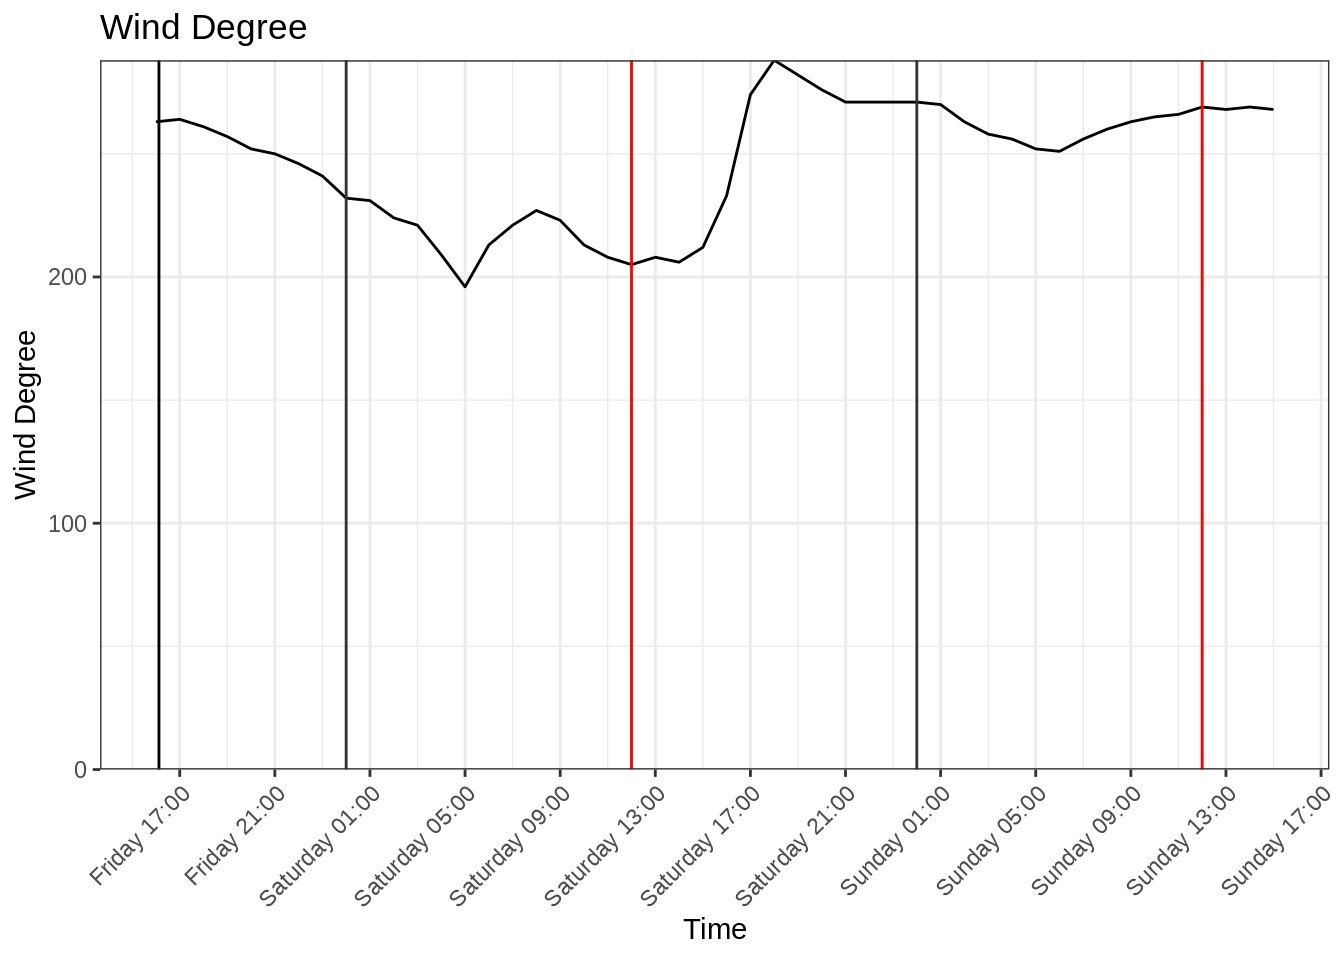 Wind Degree
Wind Degree
200
100
0
Friday 17:00
Friday 21:00
Saturday 01:00
Saturday 05:00
Saturday 09:00
Saturday 13:00
Saturday 17:00
Saturday 21:00
Sunday 01:00
Sunday 05:00
Sunday 09:00
Sunday 13:00
Sunday 17:00
Time